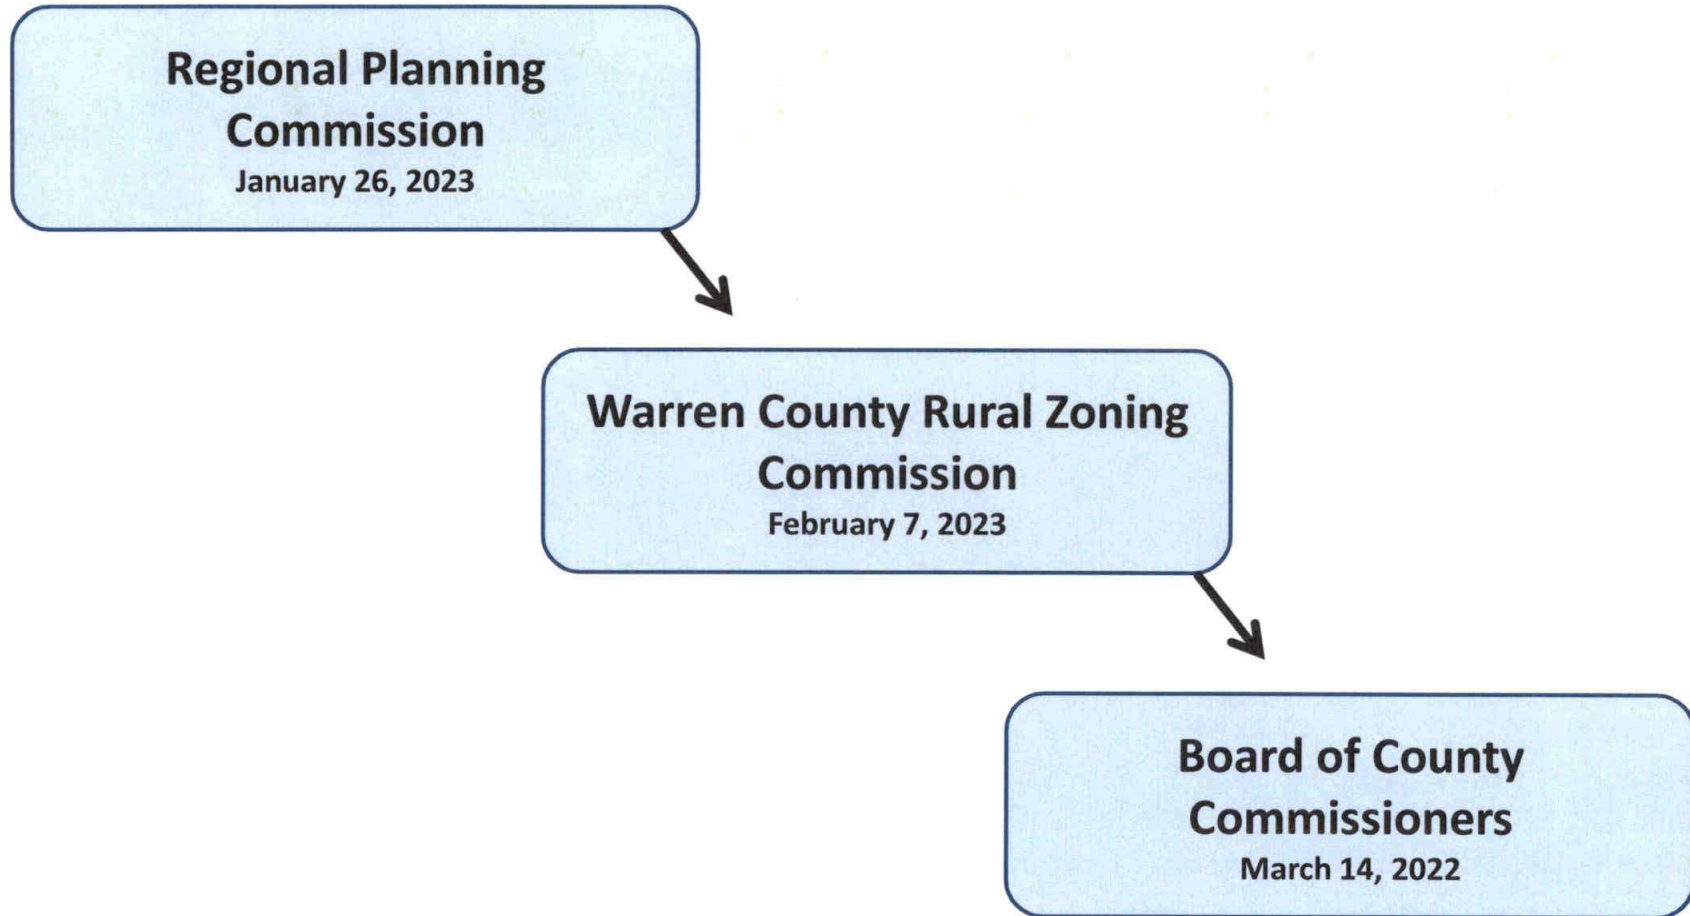 Regional Planning
Commission
January 26, 2023
Warren County Rural Zoning
Commission
February 7, 2023
Board of County
Commissioners
March 14, 2022